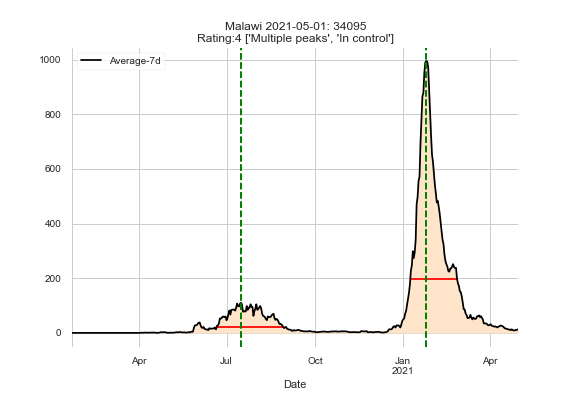 Malawi 2021-05-01: 34095
Rating:4 ['Multiple peaks', 'In control']
Average-7d
1000
800
600
400
200
0
Apr Jul Oct Jan Apr
2021
Date